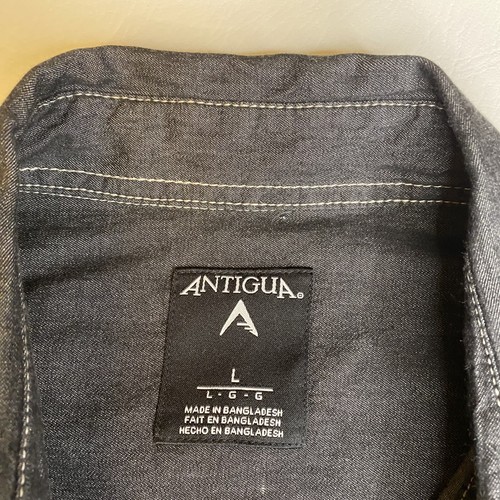 ANTIGUA®
L
L - G - G
MADE IN BANGLADESH
FAIT EN BANGLADESH
HECHO EN BANGLADESH